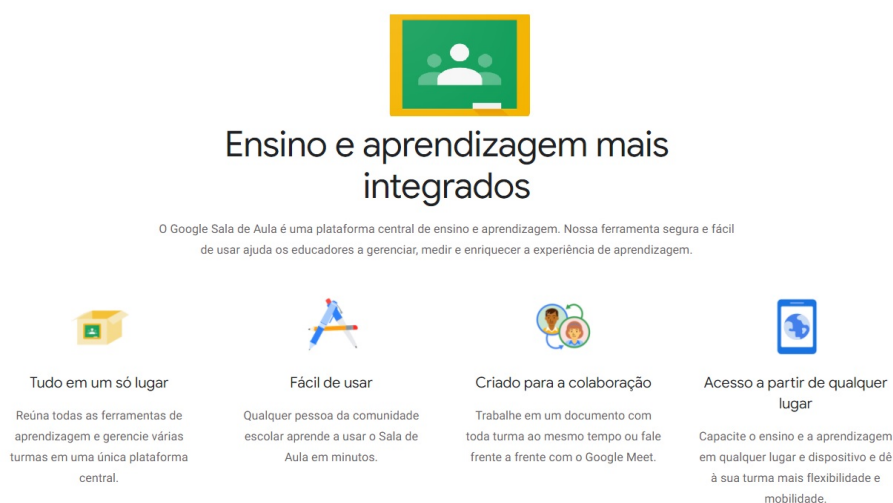 Ensino e aprendizagem mais
integrados
O Google Sala de Aula é uma plataforma central de ensino e aprendizagem. Nossa ferramenta segura e fácil
de usar ajuda os educadores a gerenciar, medir e enriquecer a experiência de aprendizagem.
Tudo em um só lugar
Reúna todas as ferramentas de
aprendizagem e gerencie várias
turmas em uma única plataforma
central.
Fácil de usar
Qualquer pessoa da comunidade
escolar aprende a usar o Sala de
Aula em minutos.
Criado para a colaboração
Trabalhe em um documento com
toda turma ao mesmo tempo ou fale
frente a frente com o Google Meet.
Acesso a partir de qualquer
lugar
Capacite o ensino e a aprendizagem
em qualquer lugar e dispositivo e dê
à sua turma mais flexibilidade e
mobilidade.